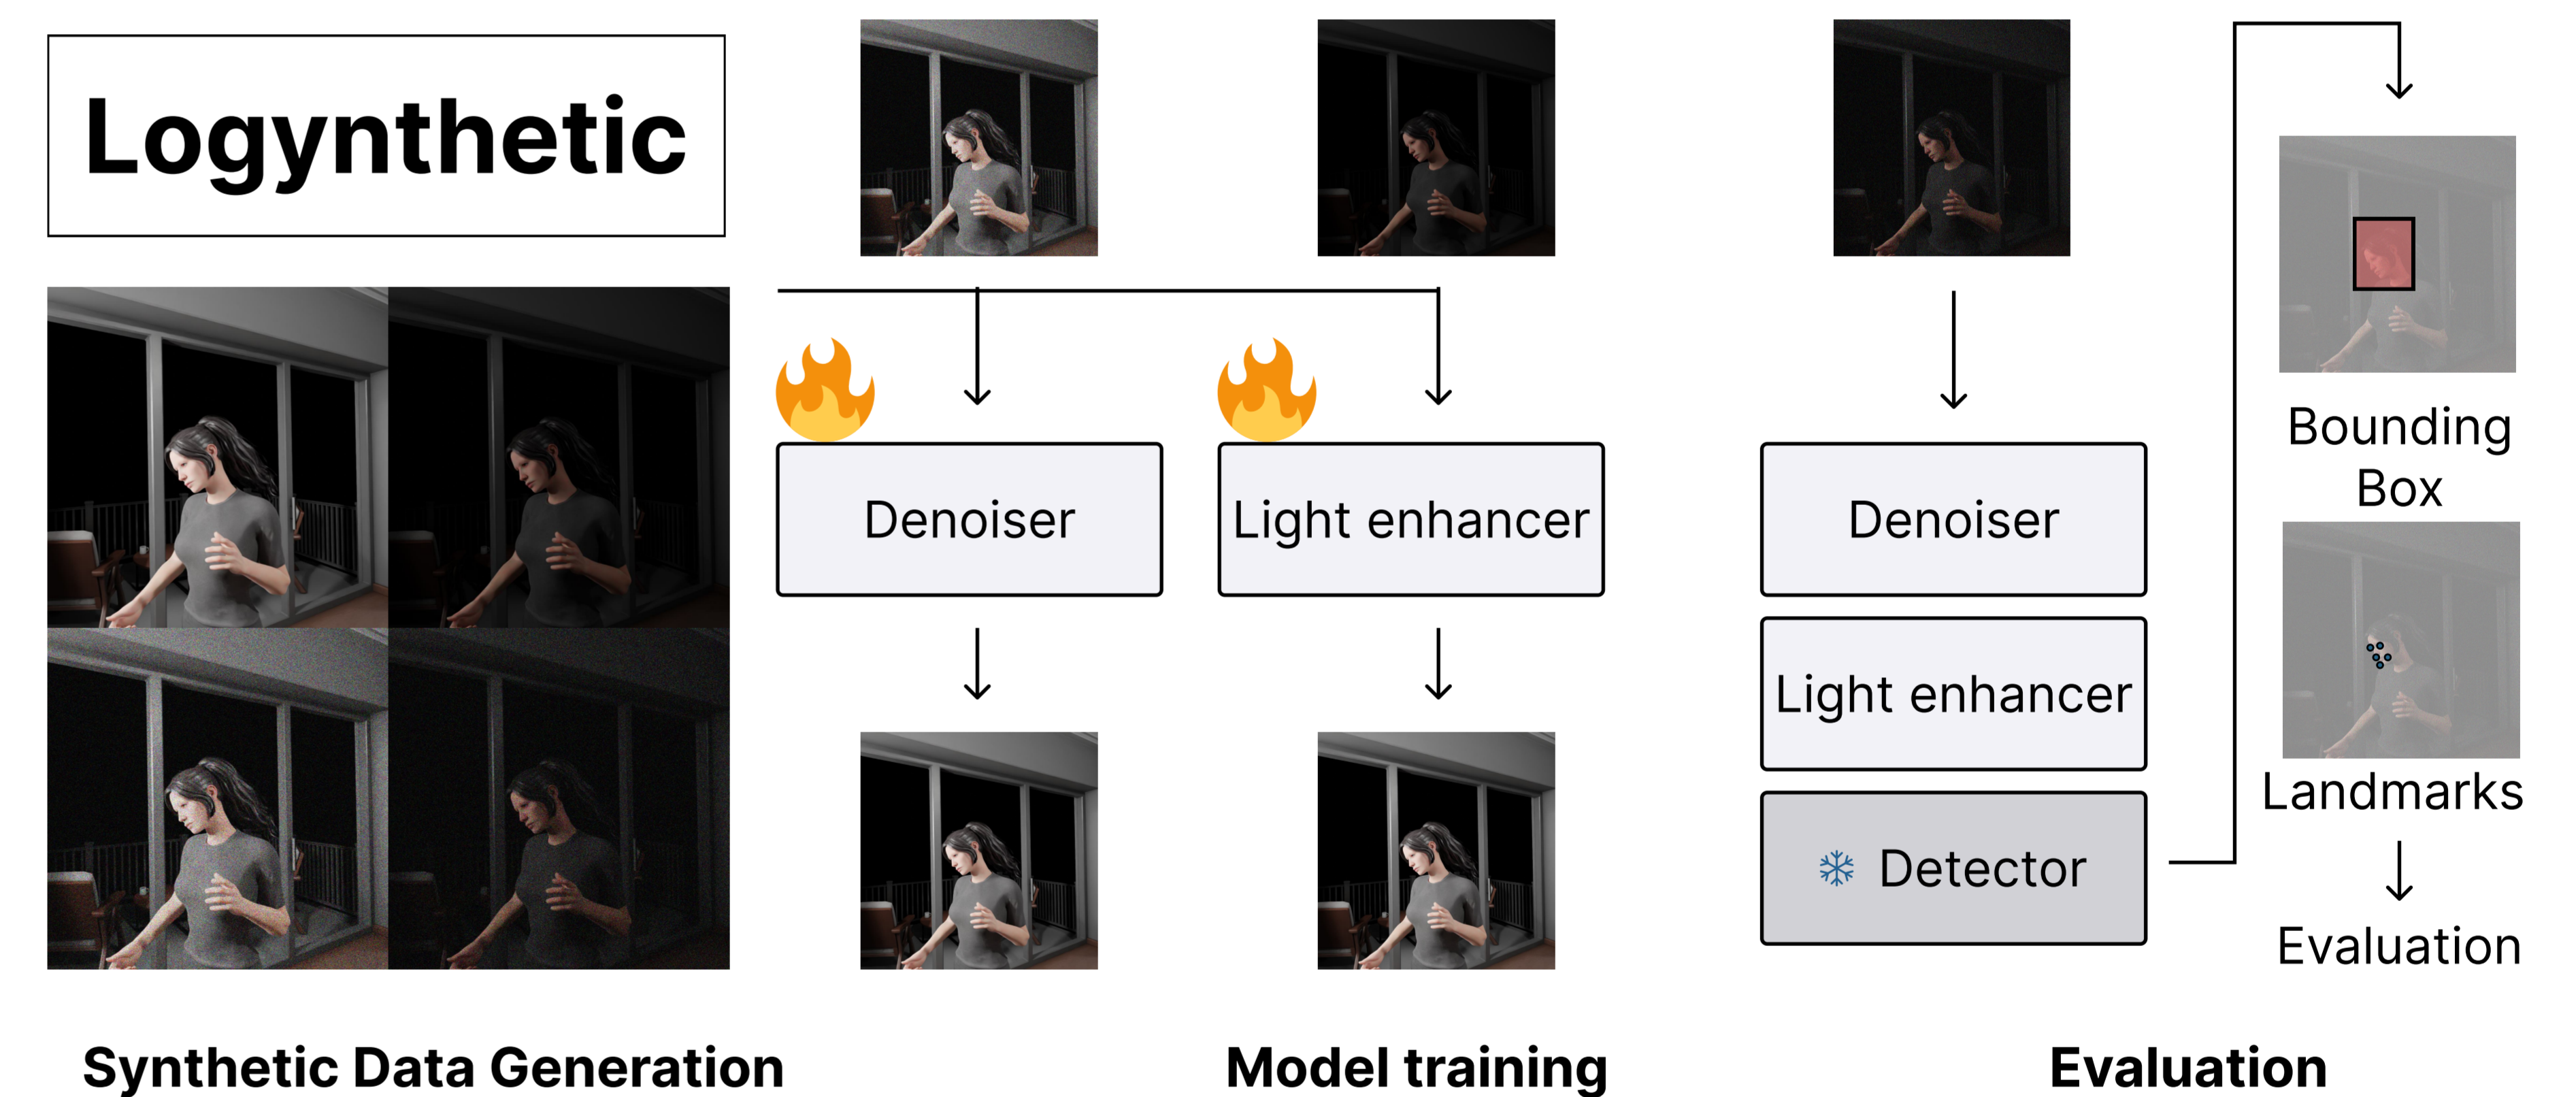 Logynthetic
Denoiser
Light enhancer
Denoiser
Light enhancer
Detector
Bounding
Box
Landmarks
Evaluation
Synthetic Data Generation
Model training
Evaluation